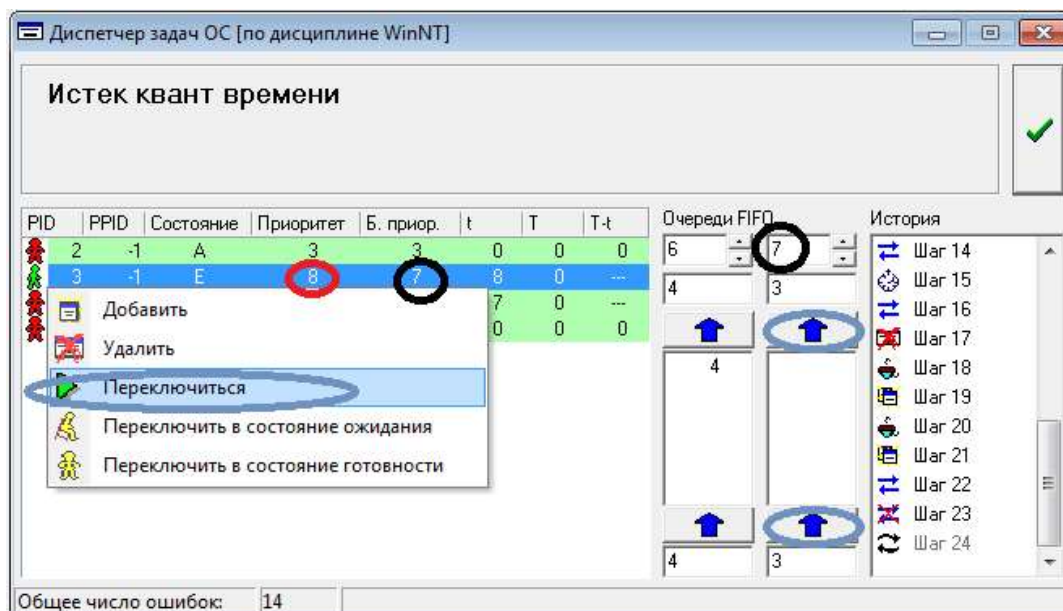 Диспетчер задач ОС [по дисциплине WinNT]
Истек квант времени
PID PPID Состояние Приоритет Б. приор. t T T-t
2 -1 A 3 3 0 0 0
3 -1 E 8 7 8 0 ---
7 0 ---
0 0 0
Добавить
Удалить
Переключиться
Переключить в состояние ожидания
Переключить в состояние готовности
Очереди FIFO
6 7
4 3
4
4 3
История
Шаг 14
Шаг 15
Шаг 16
Шаг 17
Шаг 18
Шаг 19
Шаг 20
Шаг 21
Шаг 22
Шаг 23
Шаг 24
Общее число ошибок: 14